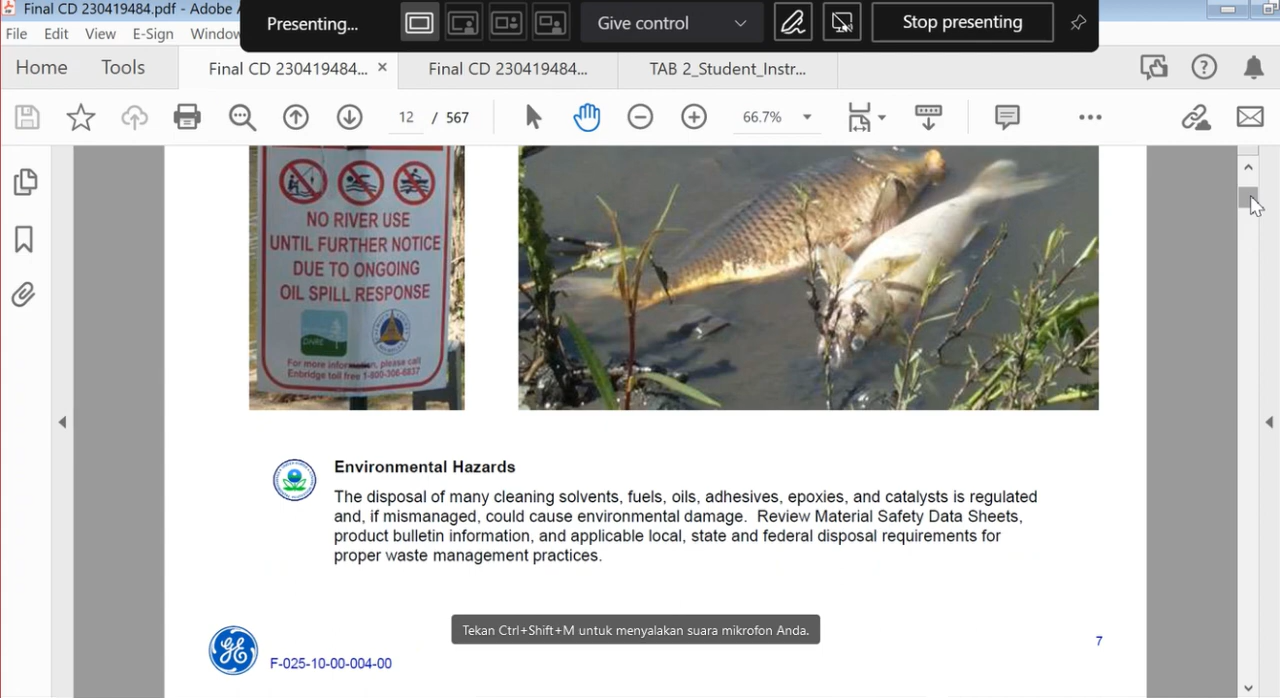 Final CD 230419484.pdf - Adobe A
File Edit View E-Sign Window
Presenting...
Give control
Stop presenting
Home Tools
Final CD 230419484... ×
Final CD 230419484...
TAB 2_Student_Instr...
12 / 567
66.7%
NO RIVER USE
UNTIL FURTHER NOTICE
DUE TO ONGOING
OIL SPILL RESPONSE
For more information, please call
Enbridge toll free 1-800-306-6837
Environmental Hazards
The disposal of many cleaning solvents, fuels, oils, adhesives, epoxies, and catalysts is regulated
and, if mismanaged, could cause environmental damage.  Review Material Safety Data Sheets,
product bulletin information, and applicable local, state and federal disposal requirements for
proper waste management practices.
Tekan Ctrl+Shift+M untuk menyalakan suara mikrofon Anda.
7
F-025-10-00-004-00